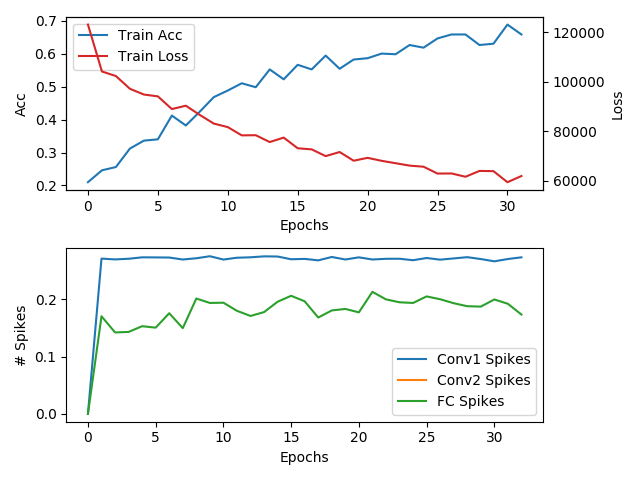 0.7
0.6
0.5
0.4
0.3
0.2
Acc
Train Acc
Train Loss
120000
100000
80000
60000
Loss
0 5 10 15 20 25 30
Epochs
0.2
0.1
0.0
# Spikes
Conv1 Spikes
Conv2 Spikes
FC Spikes
0 5 10 15 20 25 30
Epochs